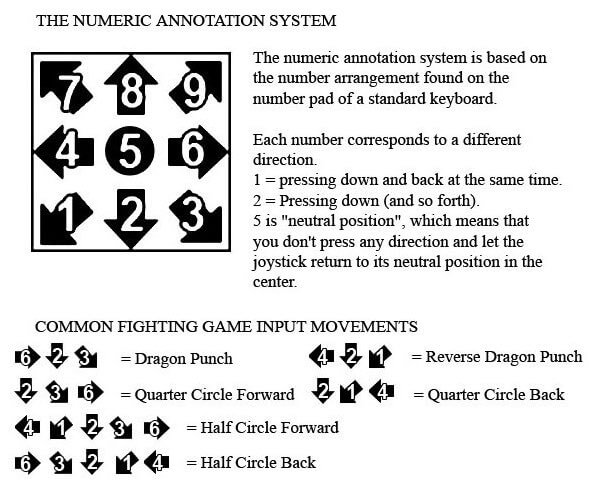 THE NUMERIC ANNOTATION SYSTEM
7 8 9
4 5 6
1 2 3
The numeric annotation system is based on
the number arrangement found on the
number pad of a standard keyboard.
Each number corresponds to a different
direction.
1 = pressing down and back at the same time.
2 = Pressing down (and so forth).
5 is "neutral position", which means that
you don't press any direction and let the
joystick return to its neutral position in the
center.
COMMON FIGHTING GAME INPUT MOVEMENTS
6 2 3 = Dragon Punch
4 2 1 = Reverse Dragon Punch
2 3 6 = Quarter Circle Forward
2 1 4 = Quarter Circle Back
4 1 2 3 6 = Half Circle Forward
6 3 2 1 4 = Half Circle Back